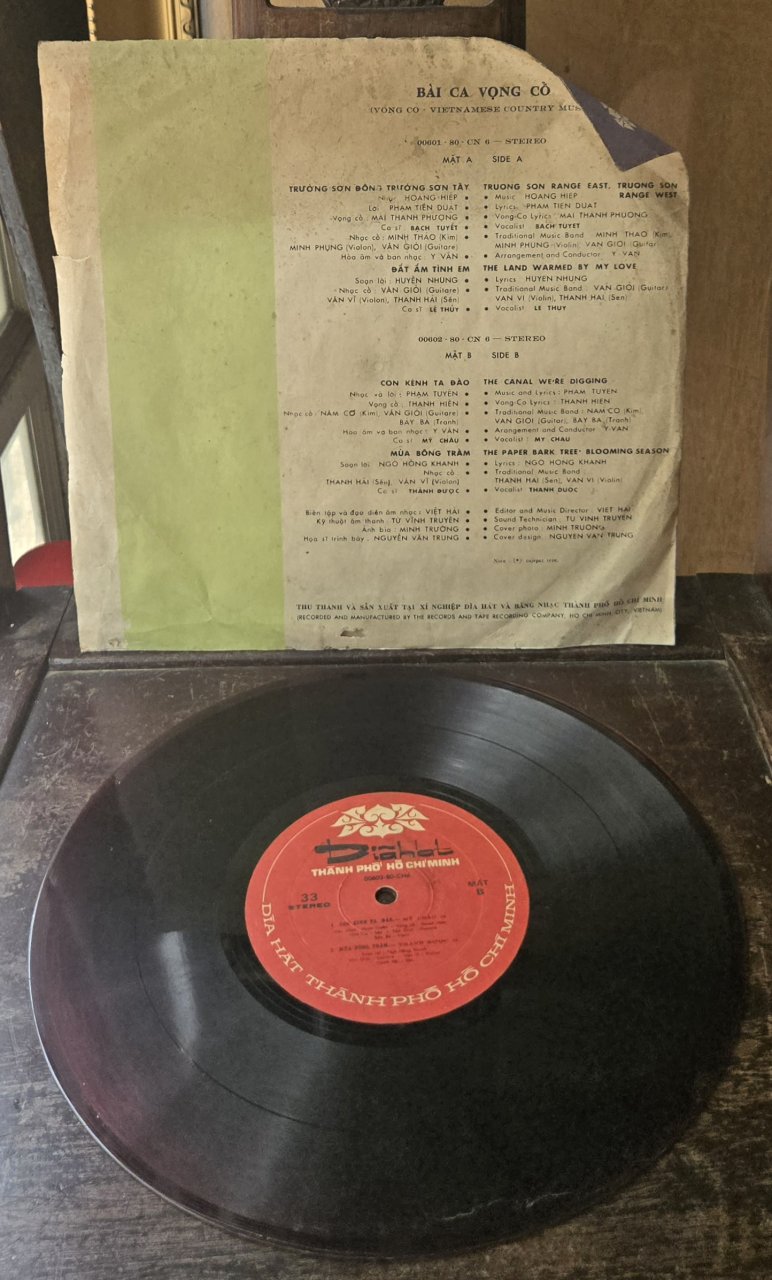 BÀI CA VỌNG CỔ
(VỌNG CỔ - VIETNAMESE COUNTRY MUS
00601 - 80 - CN 6 — STEREO
MẶT A SIDE A
TRƯỜNG SƠN ĐÔNG TRƯỜNG SƠN TÂY
Nhạc HOÀNG HIỆP
Lời PHẠM TIẾN DUẬT
Vọng cổ : MAI THANH PHƯỢNG
Ca sĩ BẠCH TUYẾT
Nhạc cổ : MINH THẢO (Kìm)
MINH PHỤNG (Violon), VĂN GIỎI (Guitare)
Hòa âm và ban nhạc : Y VÂN
TRUONG SON RANGE EAST, TRUONG SON RANGE WEST
Music HOANG HIEP
Lyrics : PHAM TIEN DUAT
Vong-Co Lyrics : MAI THANH PHUONG
Vocalist BACH TUYET
Traditional Music Band : MINH THAO (Kim)
MINH PHUNG (Violin) VAN GIOI (Guitar
Arrangement and Conductor Y VAN
ĐẤT ẤM TÌNH EM
Soạn lời : HUYỀN NHUNG
Nhạc cổ : VĂN GIỎI (Guitare)
VĂN VĨ (Violon), THANH HẢI (Sến)
Ca sĩ LỆ THỦY
THE LAND WARMED BY MY LOVE
Lyrics : HUYEN NHUNG
Traditional Music Band : VAN GIOI (Guitar)
VAN VI (Violin), THANH HAI (Sen)
Vocalist LE THUY
00602 - 80 - CN 6 — STEREO
MẶT B SIDE B
CON KÊNH TA ĐÀO
Nhạc và lời : PHẠM TUYÊN
Vọng cổ : THANH HIỀN
Nhạc cổ : NĂM CƠ (Kìm), VĂN GIỎI (Guitare)
BẢY BÁ (Tranh)
Hòa âm và ban nhạc : Y VÂN
Ca sĩ MỸ CHÂU
THE CANAL WE'RE DIGGING
Music and Lyrics : PHAM TUYEN
Vong-Co Lyrics : THANH HIEN
Traditional Music Band : NAM CO (Kim),
VAN GIOI (Guitar), BAY BA (Tranh)
Arrangement and Conductor Y VAN
Vocalist : MY CHAU
MÙA BÔNG TRÀM
Soạn lời NGÔ HỒNG KHANH
Nhạc cổ :
THANH HẢI (Sến), VĂN VĨ (Violon)
Ca sĩ THÀNH ĐƯỢC
THE PAPER BARK TREE' BLOOMING SEASON
Lyrics : NGO HONG KHANH
Traditional Music Band
THANH HAI (Sen), VAN VI (Violin)
Vocalist THANH DUOC
Biên tập và đạo diễn âm nhạc : VIỆT HẢI
Kỹ thuật âm thanh : TỪ VĨNH TRUYỀN
Ảnh bìa : MINH TRƯỜNG
Họa sĩ trình bày : NGUYỄN VĂN TRUNG
Editor and Music Director : VIET HAI
Sound Technician : TU VINH TRUYEN
Cover photo : MINH TRUONG
Cover design : NGUYEN VAN TRUNG
THU THANH VÀ SẢN XUẤT TẠI XÍ NGHIỆP DĨA HÁT VÀ BĂNG NHẠC THÀNH PHỐ HỒ CHÍ MINH
(RECORDED AND MANUFACTURED BY THE RECORDS AND TAPE RECORDING COMPANY, HO CHI MINH CITY, VIETNAM)
Dĩa hát
THÀNH PHỐ HỒ CHÍ MINH
33
STEREO
MẶT
B
DĨA HÁT THÀNH PHỐ HỒ CHÍ MINH